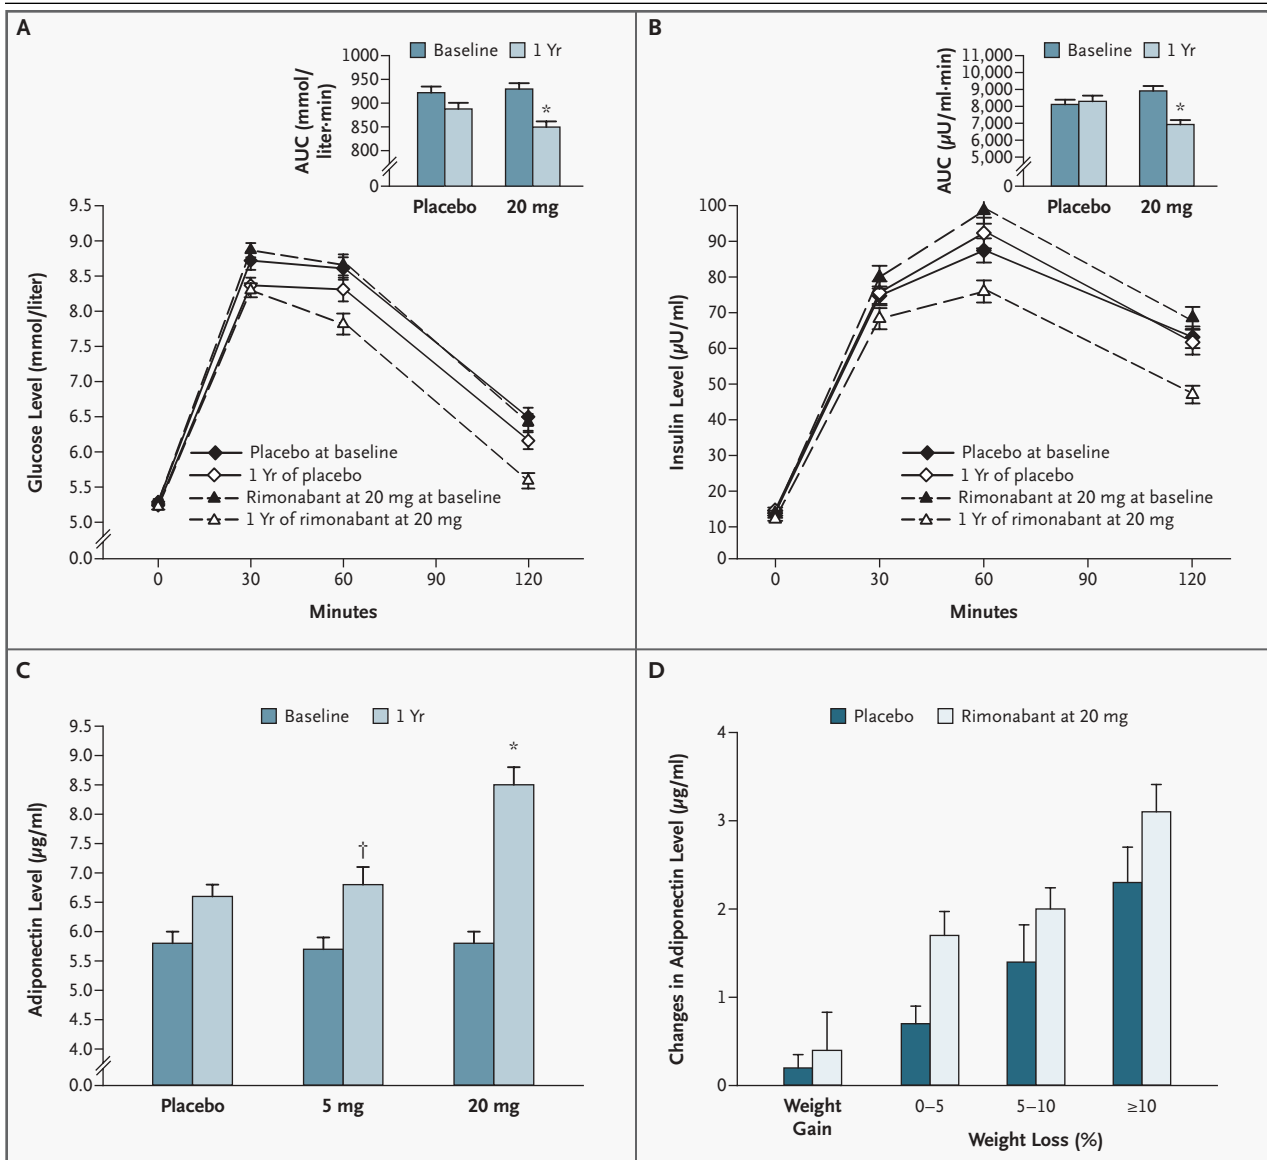 A
Baseline
1 Yr
AUC (mmol/
liter·min)
1000
950
900
850
800
0
*
Placebo
20 mg
Glucose Level (mmol/liter)
9.5
9.0
8.5
8.0
7.5
7.0
6.5
6.0
5.5
5.0
0.0
Placebo at baseline
1 Yr of placebo
Rimonabant at 20 mg at baseline
1 Yr of rimonabant at 20 mg
0
30
60
90
120
Minutes
B
Baseline
1 Yr
AUC (µU/ml·min)
11,000
10,000
9,000
8,000
7,000
6,000
5,000
0
*
Placebo
20 mg
Insulin Level (µU/ml)
100
90
80
70
60
50
40
30
20
10
0
Placebo at baseline
1 Yr of placebo
Rimonabant at 20 mg at baseline
1 Yr of rimonabant at 20 mg
0
30
60
90
120
Minutes
C
Baseline
1 Yr
Adiponectin Level (µg/ml)
9.5
9.0
8.5
8.0
7.5
7.0
6.5
6.0
5.5
5.0
4.5
4.0
0.0
†
*
Placebo
5 mg
20 mg
D
Placebo
Rimonabant at 20 mg
Changes in Adiponectin Level (µg/ml)
4
3
2
1
0
Weight
Gain
0–5
5–10
≥10
Weight Loss (%)